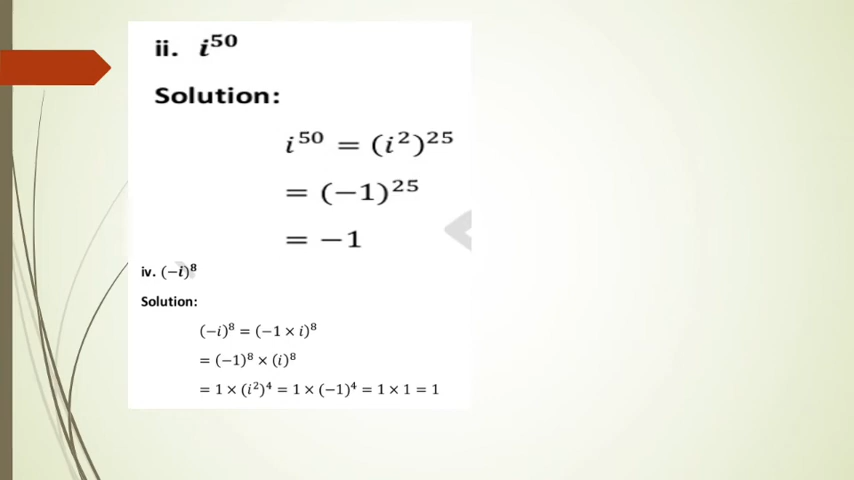 ii. i⁵⁰
Solution:
i⁵⁰ = (i²)²⁵
= (−1)²⁵
= −1
iv. (−i)⁸
Solution:
(−i)⁸ = (−1 × i)⁸
= (−1)⁸ × (i)⁸
= 1 × (i²)⁴ = 1 × (−1)⁴ = 1 × 1 = 1